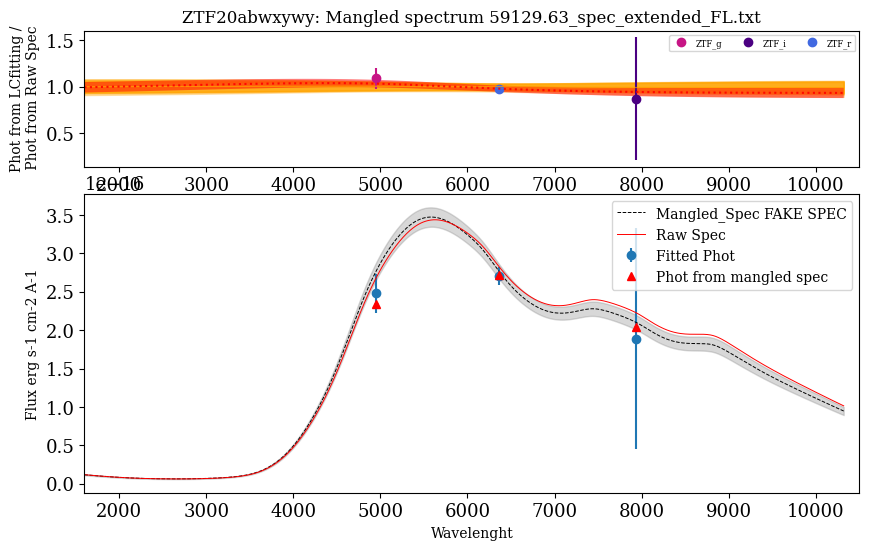 ZTF20abwxywy: Mangled spectrum 59129.63_spec_extended_FL.txt
Phot from LCfitting /
Phot from Raw Spec
1.5
1.0
0.5
ZTF_g
ZTF_i
ZTF_r
2000 3000 4000 5000 6000 7000 8000 9000 10000
1e−16
Flux erg s-1 cm-2 A-1
3.5
3.0
2.5
2.0
1.5
1.0
0.5
0.0
Mangled_Spec FAKE SPEC
Raw Spec
Fitted Phot
Phot from mangled spec
2000 3000 4000 5000 6000 7000 8000 9000 10000
Wavelenght